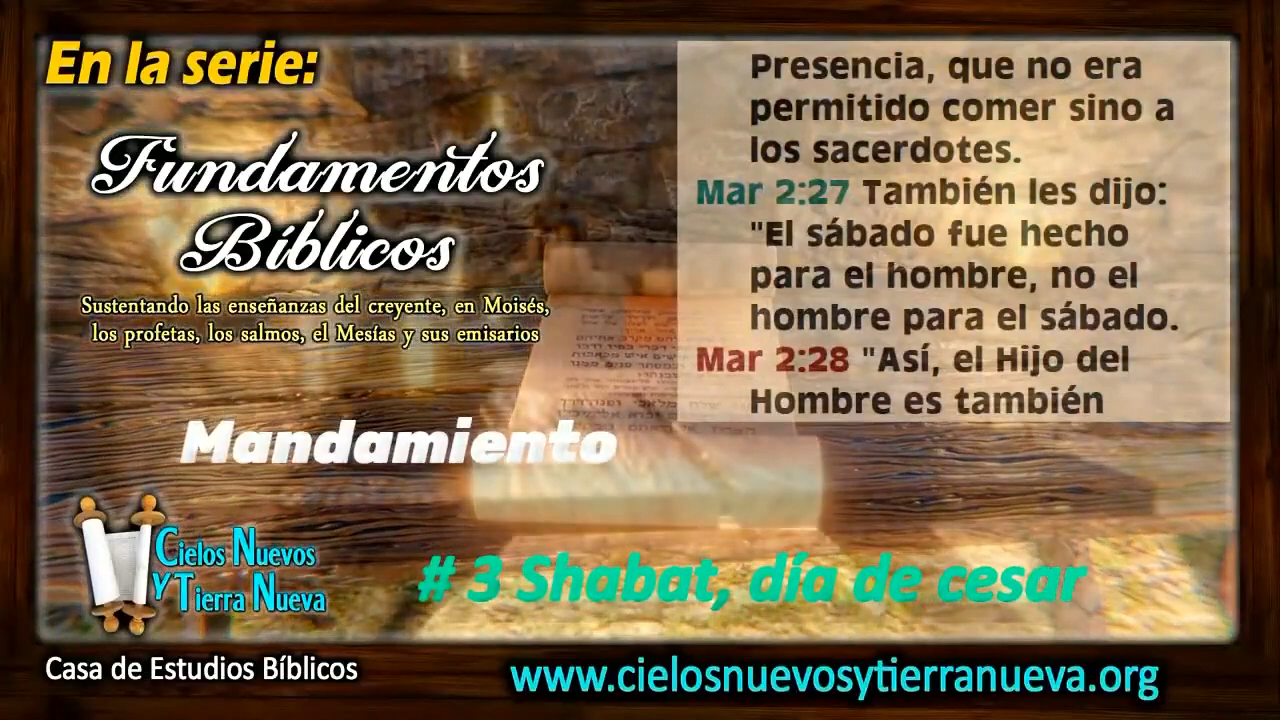 En la serie:
Fundamentos
Bíblicos
Sustentando las enseñanzas del creyente, en Moisés,
los profetas, los salmos, el Mesías y sus emisarios
Presencia, que no era
permitido comer sino a
los sacerdotes.
Mar 2:27 También les dijo:
"El sábado fue hecho
para el hombre, no el
hombre para el sábado.
Mar 2:28 "Así, el Hijo del
Hombre es también
Mandamiento
# 3 Shabat, día de cesar
Cielos Nuevos
Y Tierra Nueva
Casa de Estudios Bíblicos
www.cielosnuevosytierranueva.org